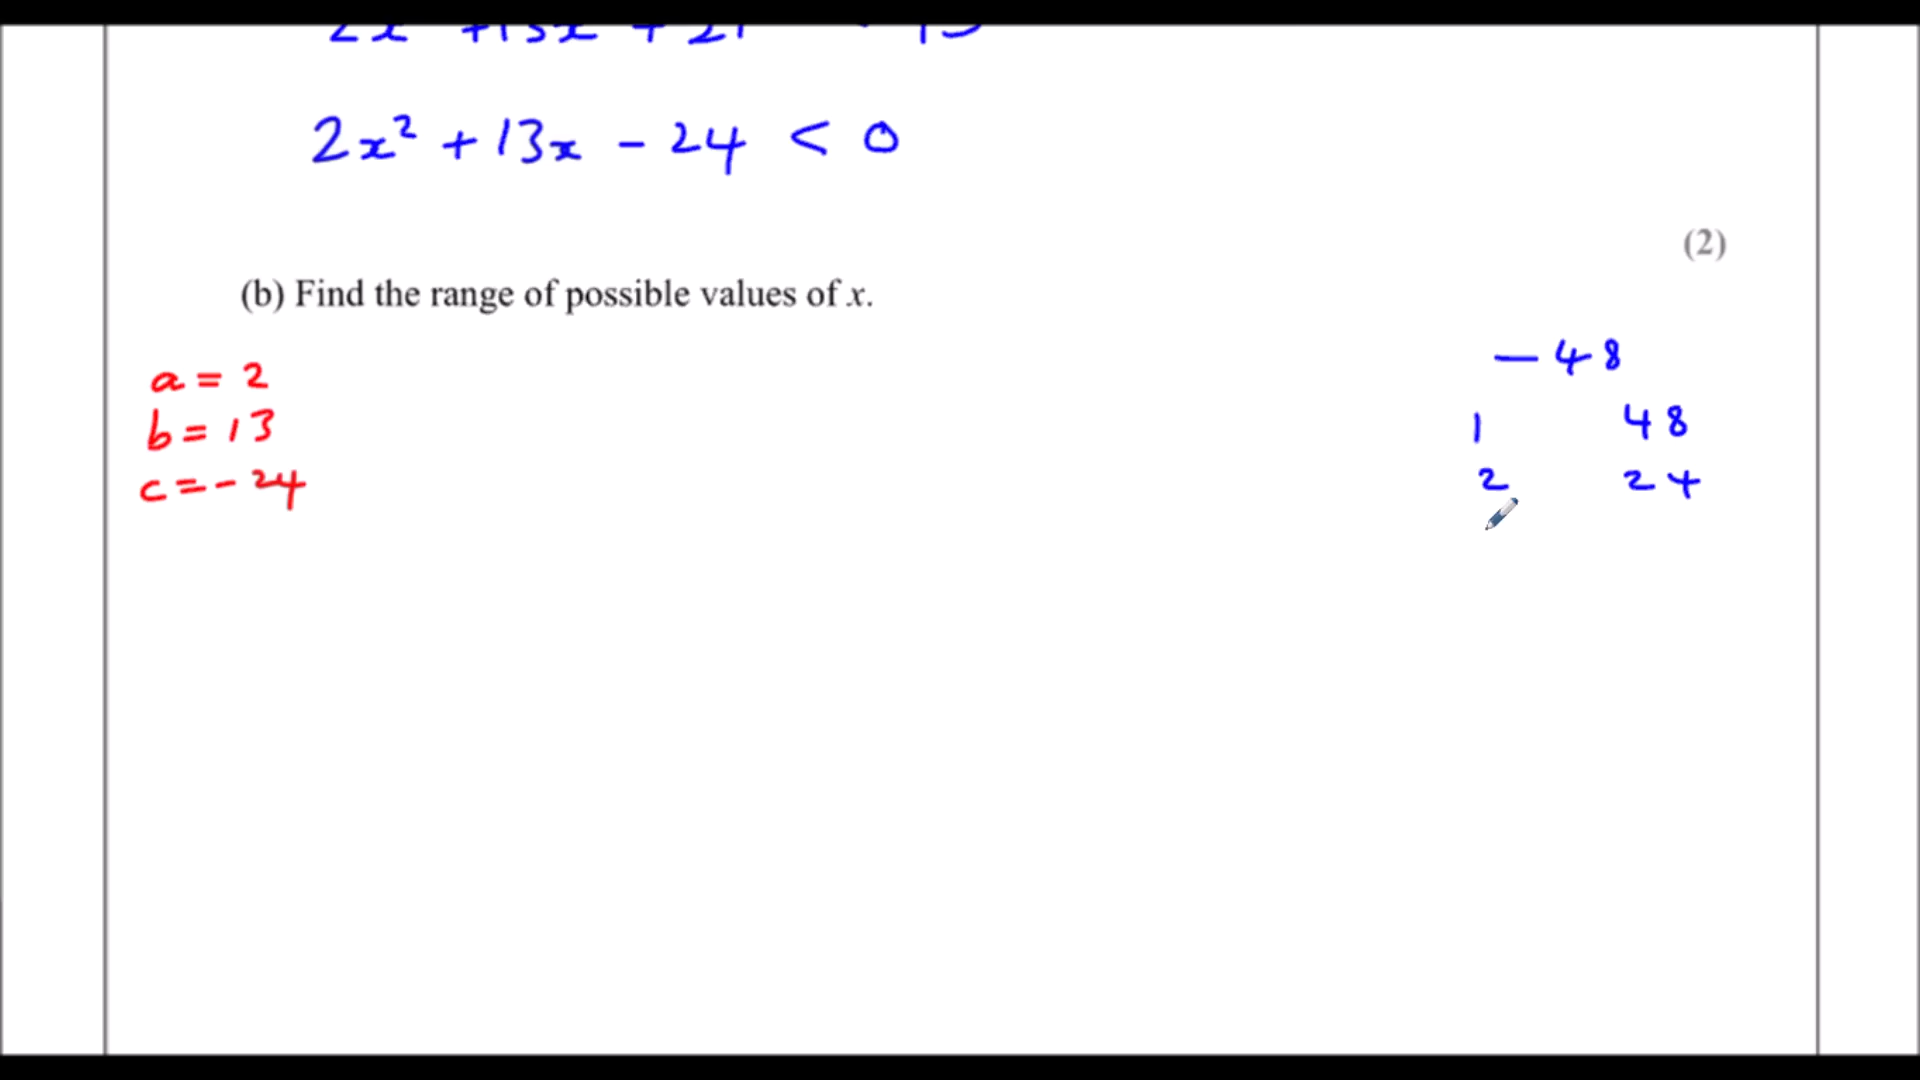 2x² + 13x - 24 < 0
(2)
(b) Find the range of possible values of x.
a = 2
b = 13
c = - 24
- 48
1 48
2 24